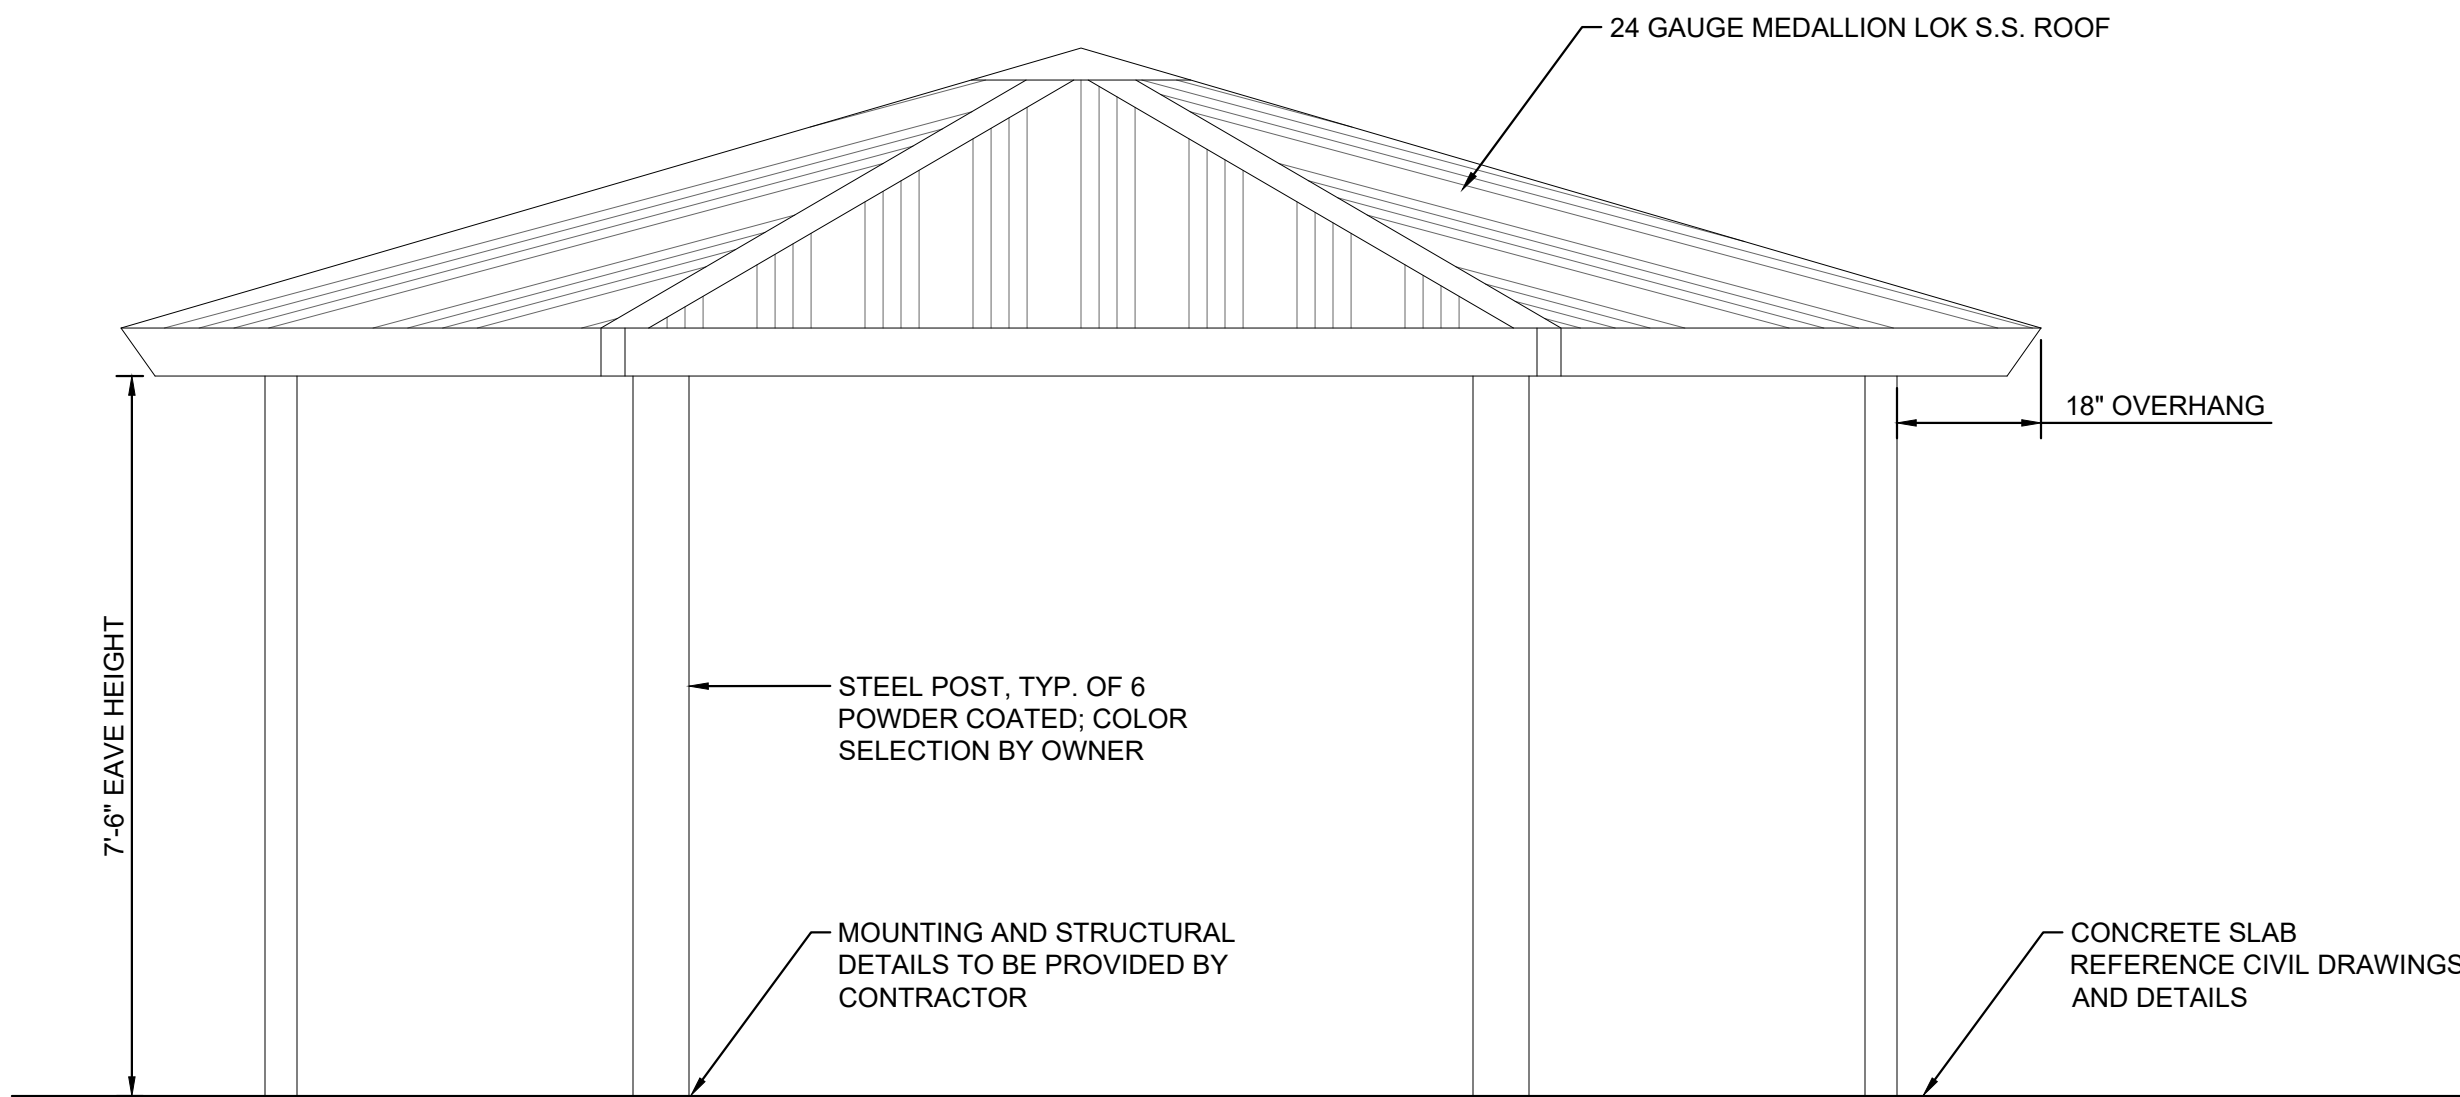 24 GAUGE MEDALLION LOK S.S. ROOF
18" OVERHANG
7'-6" EAVE HEIGHT
STEEL POST, TYP. OF 6
POWDER COATED; COLOR
SELECTION BY OWNER
MOUNTING AND STRUCTURAL
DETAILS TO BE PROVIDED BY
CONTRACTOR
CONCRETE SLAB
REFERENCE CIVIL DRAWINGS
AND DETAILS